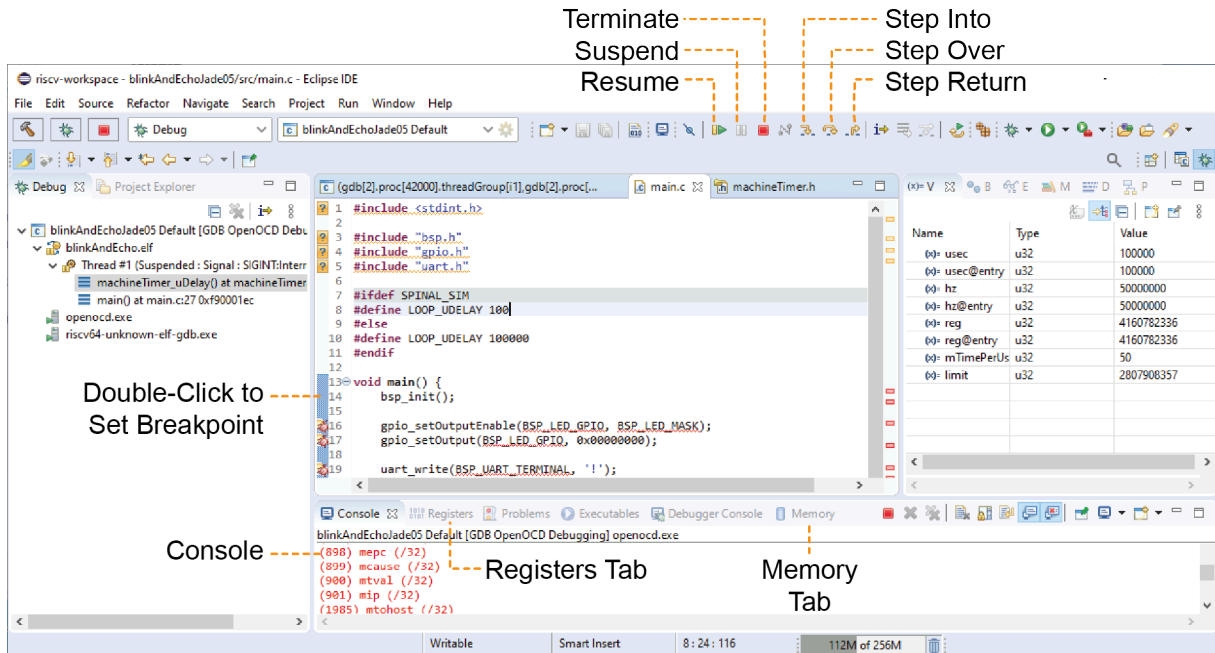 Terminate
Suspend
Resume
Step Into
Step Over
Step Return
riscv-workspace - blinkAndEchoJade05/src/main.c - Eclipse IDE
File Edit Source Refactor Navigate Search Project Run Window Help
Debug
blinkAndEchoJade05 Default
Debug
Project Explorer
blinkAndEchoJade05 Default [GDB OpenOCD Debu
blinkAndEcho.elf
Thread #1 (Suspended : Signal : SIGINT:Interr
machineTimer_uDelay() at machineTimer
main() at main.c:27 0xf90001ec
openocd.exe
riscv64-unknown-elf-gdb.exe
Double-Click to
Set Breakpoint
(gdb[2].proc[42000].threadGroup[i1],gdb[2].proc[...
main.c
machineTimer.h
1 #include <stdint.h>
2
3 #include "bsp.h"
4 #include "gpio.h"
5 #include "uart.h"
6
7 #ifdef SPINAL_SIM
8 #define LOOP_UDELAY 100
9 #else
10 #define LOOP_UDELAY 100000
11 #endif
12
13 void main() {
14 bsp_init();
15
16 gpio_setOutputEnable(BSP_LED_GPIO, BSP_LED_MASK);
17 gpio_setOutput(BSP_LED_GPIO, 0x00000000);
18
19 uart_write(BSP_UART_TERMINAL, '!');
(x)= V
B
E
M
D
P
Name Type Value
(x)= usec u32 100000
(x)= usec@entry u32 100000
(x)= hz u32 50000000
(x)= hz@entry u32 50000000
(x)= reg u32 4160782336
(x)= reg@entry u32 4160782336
(x)= mTimePerUs u32 50
(x)= limit u32 2807908357
Console Registers Problems Executables Debugger Console Memory
blinkAndEchoJade05 Default [GDB OpenOCD Debugging] openocd.exe
(898) mepc (/32)
(899) mcause (/32)
(900) mtval (/32)
(901) mip (/32)
(1985) mtohost (/32)
Console
Registers Tab
Memory
Tab
Writable
Smart Insert
8 : 24 : 116
112M of 256M